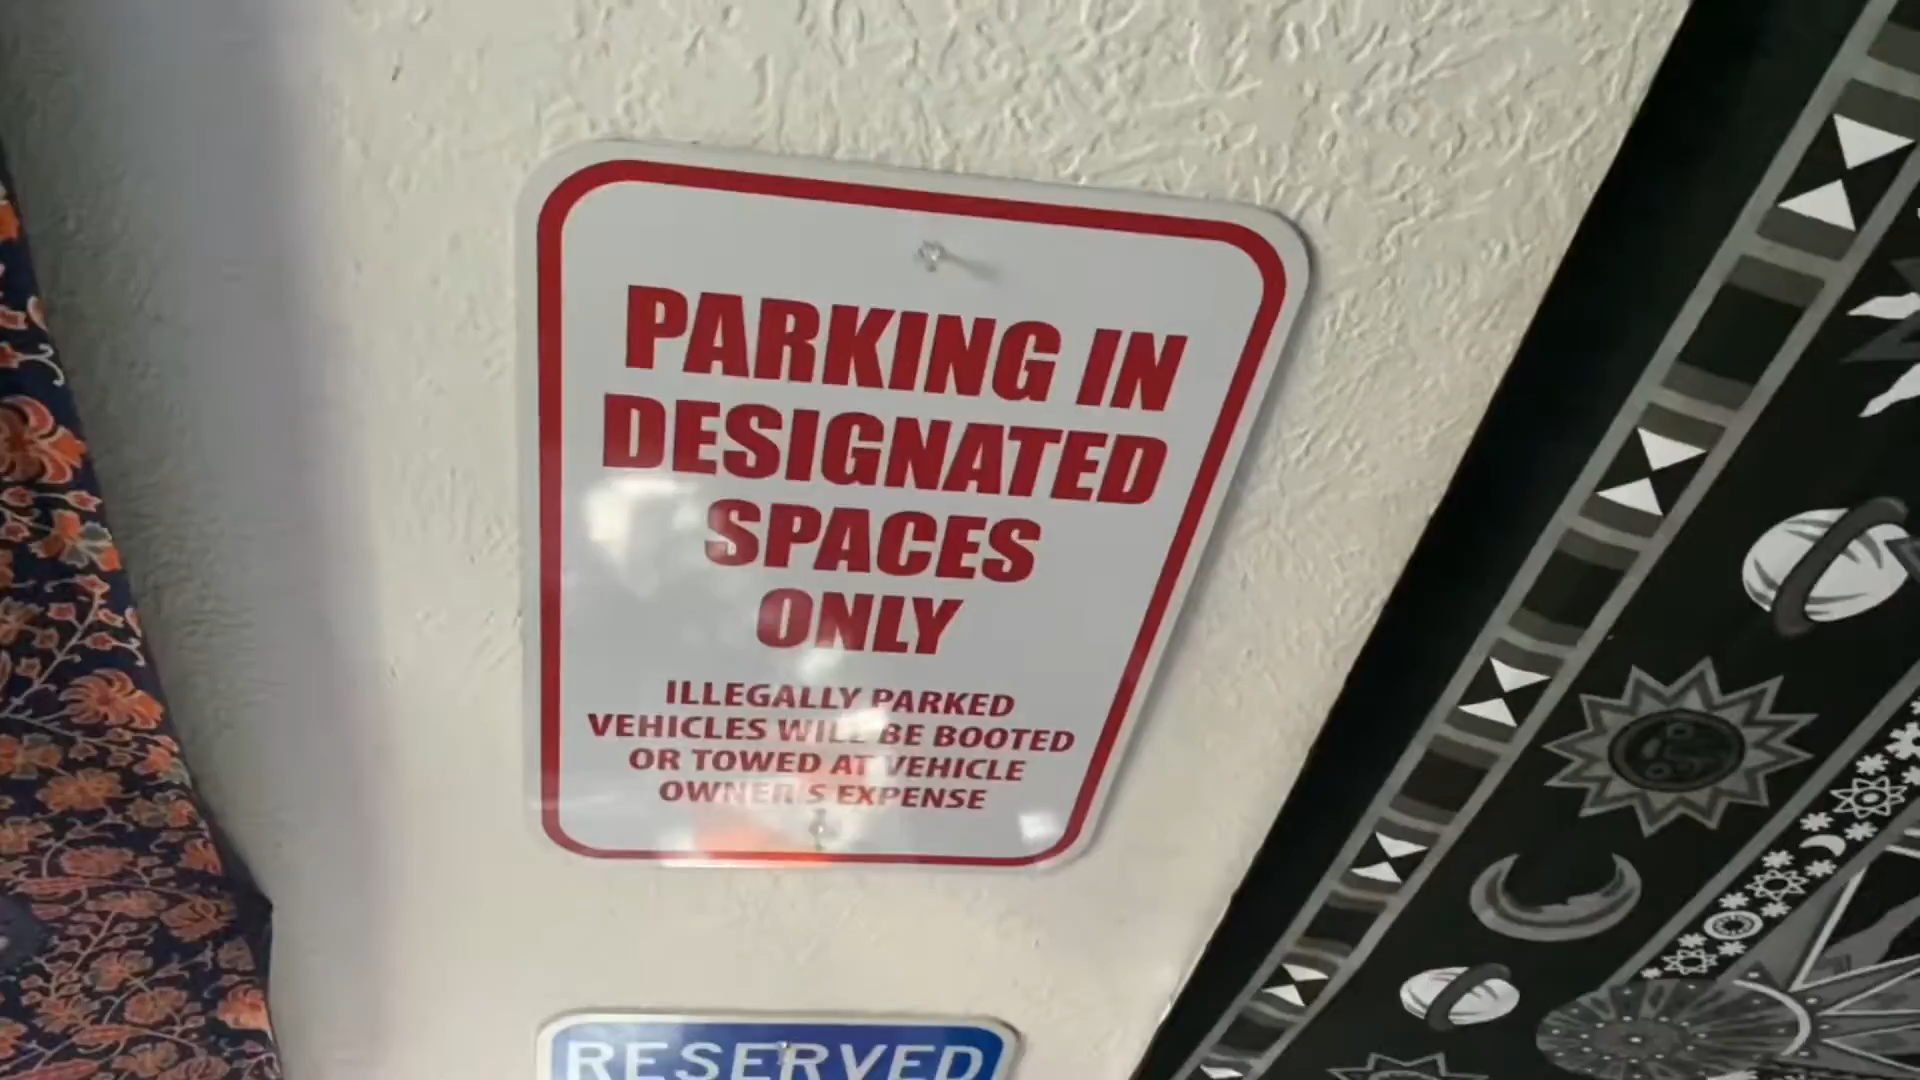 PARKING IN
DESIGNATED
SPACES
ONLY
ILLEGALLY PARKED
VEHICLES WILL BE BOOTED
OR TOWED AT VEHICLE
OWNER'S EXPENSE
RESERVED